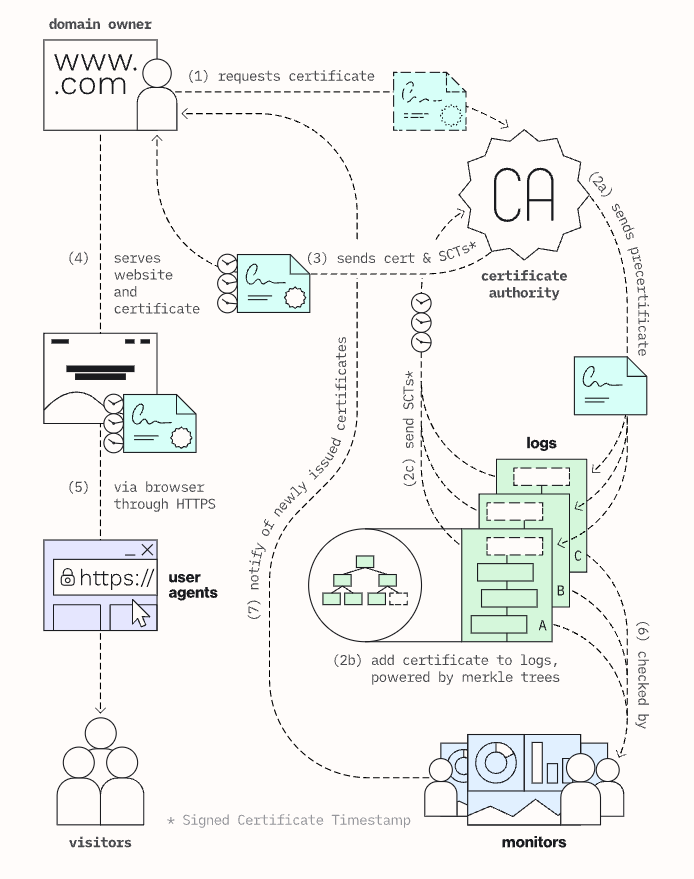 domain owner
www.
.com
(1) requests certificate
CA
certificate
authority
(2a) sends precertificate
(3) sends cert & SCTs*
(4) serves
website
and
certificate
(2c) send SCTs*
logs
C
B
A
(2b) add certificate to logs,
powered by merkle trees
(5) via browser
through HTTPS
https://
user
agents
(7) notify of newly issued certificates
(6) checked by
visitors
* Signed Certificate Timestamp
monitors